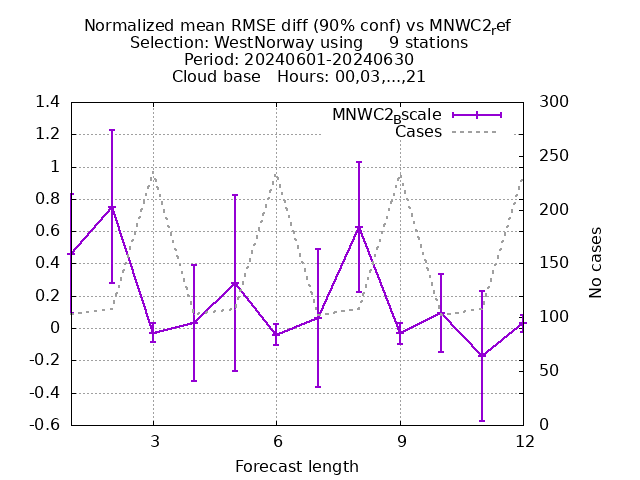 Normalized mean RMSE diff (90% conf) vs MNWC2ref
Selection: WestNorway using     9 stations
Period: 20240601-20240630
Cloud base   Hours: 00,03,...,21
MNWC2Bscale
Cases
1.4
1.2
1
0.8
0.6
0.4
0.2
0
-0.2
-0.4
-0.6
300
250
200
150
100
50
0
No cases
3
6
9
12
Forecast length